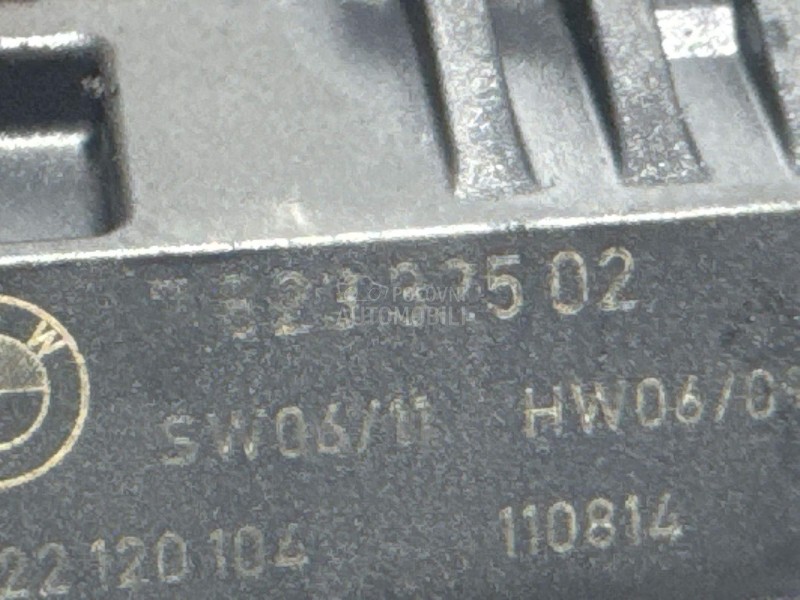 75 02
POLOVNI
AUTOMOBILI
W
SW06/11 HW06/0
22 120 104 110814